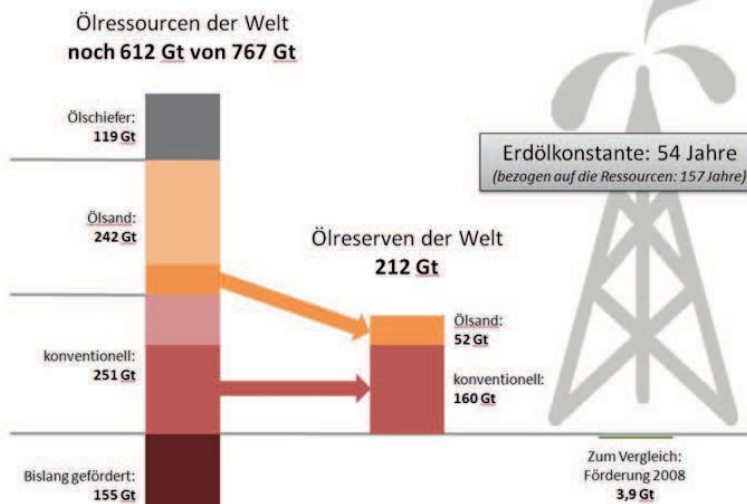 Ölressourcen der Welt
noch 612 Gt von 767 Gt
Ölschiefer:
119 Gt
Ölsand:
242 Gt
konventionell:
251 Gt
Bislang gefördert:
155 Gt
Ölreserven der Welt
212 Gt
Ölsand:
52 Gt
konventionell:
160 Gt
Erdölkonstante: 54 Jahre
(bezogen auf die Ressourcen: 157 Jahre)
Zum Vergleich:
Förderung 2008
3,9 Gt